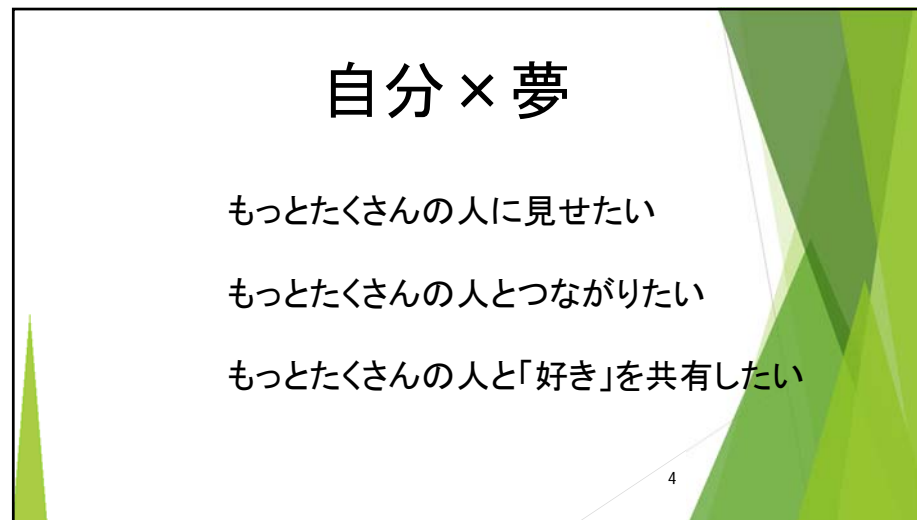 自分×夢
もっとたくさんの人に見せたい
もっとたくさんの人とつながりたい
もっとたくさんの人と「好き」を共有したい
4